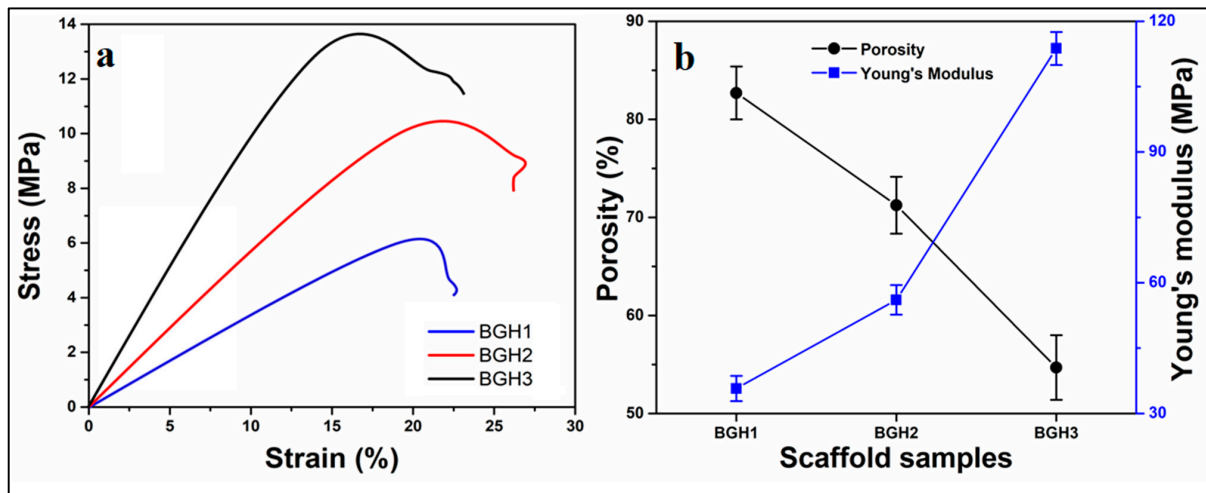 a
14
12
10
8
6
4
2
0
Stress (MPa)
0 5 10 15 20 25 30
Strain (%)
BGH1
BGH2
BGH3
b
Porosity
Young's Modulus
90
80
70
60
50
Porosity (%)
120
90
60
30
Young's modulus (MPa)
BGH1 BGH2 BGH3
Scaffold samples